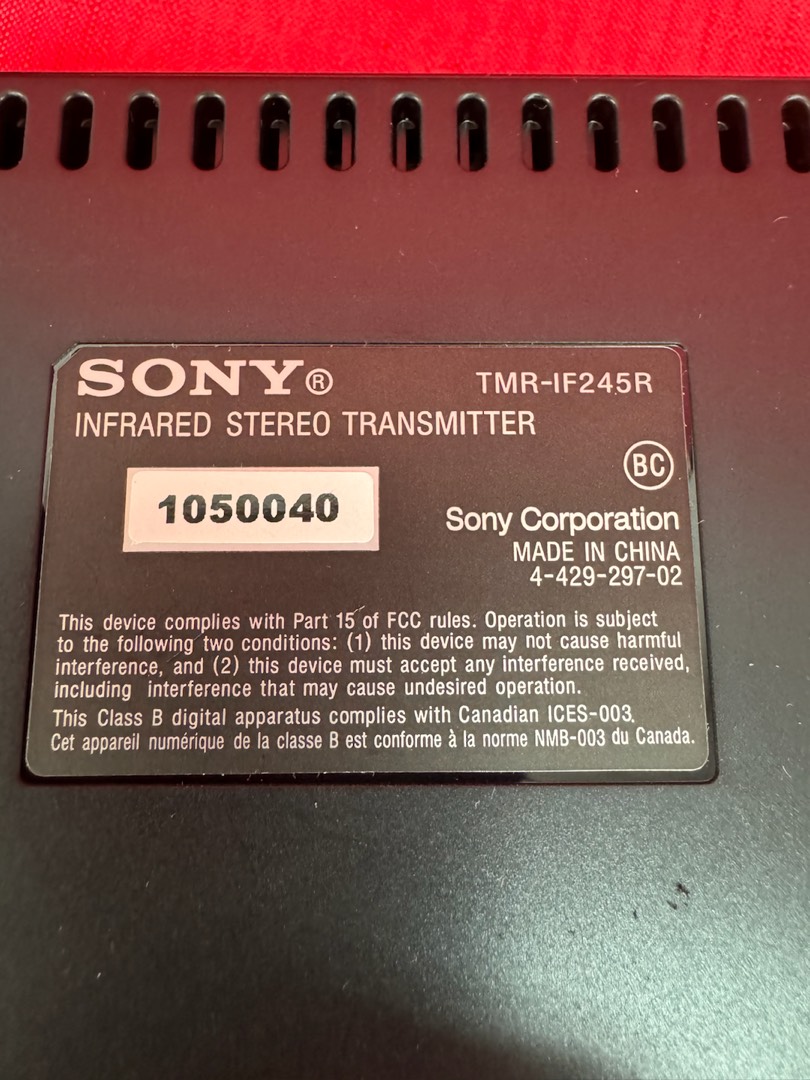 SONY® TMR-IF245R
INFRARED STEREO TRANSMITTER
BC
1050040
Sony Corporation
MADE IN CHINA
4-429-297-02
This device complies with Part 15 of FCC rules. Operation is subject
to the following two conditions: (1) this device may not cause harmful
interference, and (2) this device must accept any interference received,
including interference that may cause undesired operation.
This Class B digital apparatus complies with Canadian ICES-003.
Cet appareil numérique de la classe B est conforme à la norme NMB-003 du Canada.